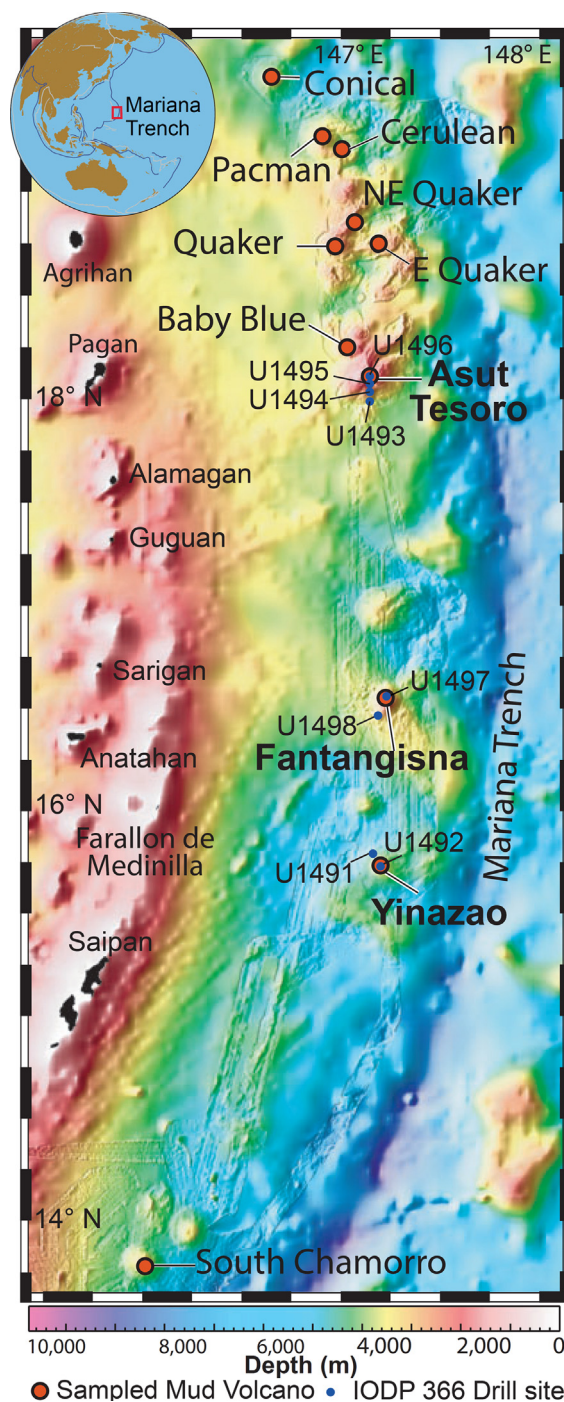 147° E
148° E
Mariana
Trench
Conical
Cerulean
Pacman
NE Quaker
Quaker
E Quaker
Agrihan
Baby Blue
U1496
Pagan
U1495
Asut
Tesoro
18° N
U1494
U1493
Alamagan
Guguan
Sarigan
U1497
U1498
Fantangisna
Anatahan
Mariana Trench
16° N
Farallon de
Medinilla
U1492
U1491
Yinazao
Saipan
14° N
South Chamorro
10,000
8,000
6,000
4,000
2,000
0
Depth (m)
Sampled Mud Volcano
IODP 366 Drill site